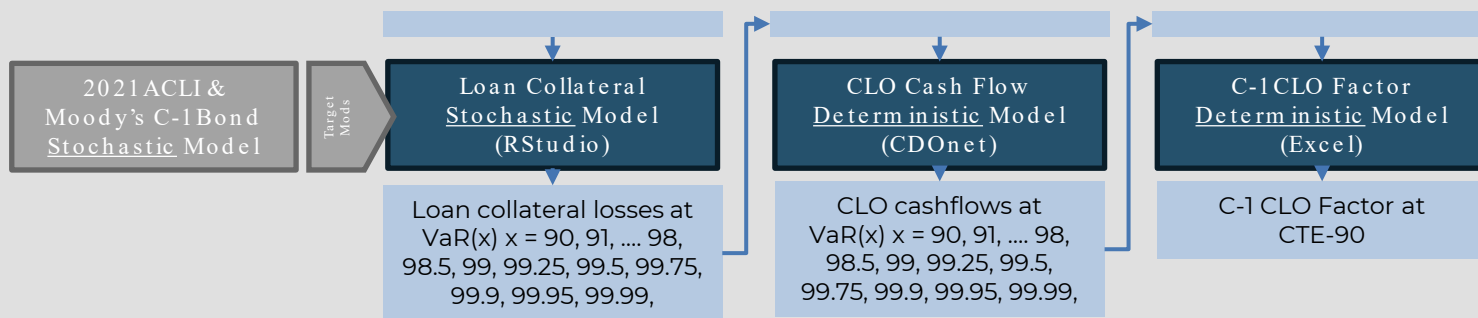 2021 ACLI &
Moody's C-1 Bond
Stochastic Model
Target
Mods
Loan Collateral
Stochastic Model
(RStudio)
Loan collateral losses at
VaR(x) x = 90, 91, .... 98,
98.5, 99, 99.25, 99.5, 99.75,
99.9, 99.95, 99.99,
CLO Cash Flow
Deterministic Model
(CDOnet)
CLO cashflows at
VaR(x) x = 90, 91, .... 98,
98.5, 99, 99.25, 99.5,
99.75, 99.9, 99.95, 99.99,
C-1 CLO Factor
Deterministic Model
(Excel)
C-1 CLO Factor at
CTE-90